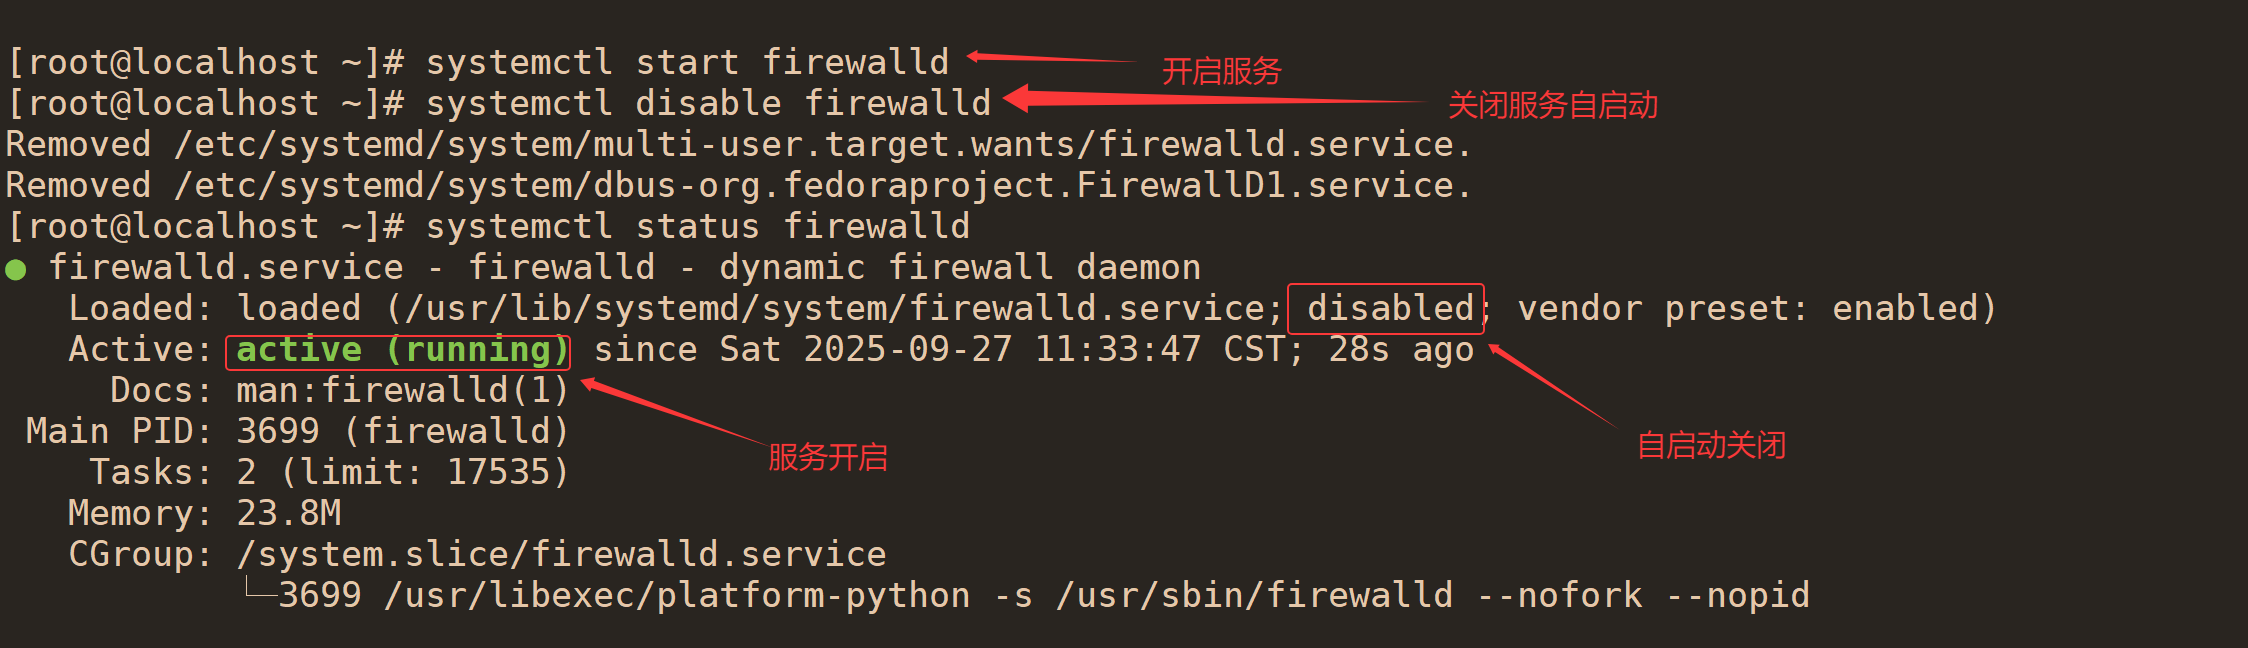 [root@localhost ~]# systemctl start firewalld
开启服务
[root@localhost ~]# systemctl disable firewalld
关闭服务自启动
Removed /etc/systemd/system/multi-user.target.wants/firewalld.service.
Removed /etc/systemd/system/dbus-org.fedoraproject.FirewallD1.service.
[root@localhost ~]# systemctl status firewalld
● firewalld.service - firewalld - dynamic firewall daemon
Loaded: loaded (/usr/lib/systemd/system/firewalld.service; disabled; vendor preset: enabled)
Active: active (running) since Sat 2025-09-27 11:33:47 CST; 28s ago
Docs: man:firewalld(1)
Main PID: 3699 (firewalld)
服务开启
自启动关闭
Tasks: 2 (limit: 17535)
Memory: 23.8M
CGroup: /system.slice/firewalld.service
└─3699 /usr/libexec/platform-python -s /usr/sbin/firewalld --nofork --nopid